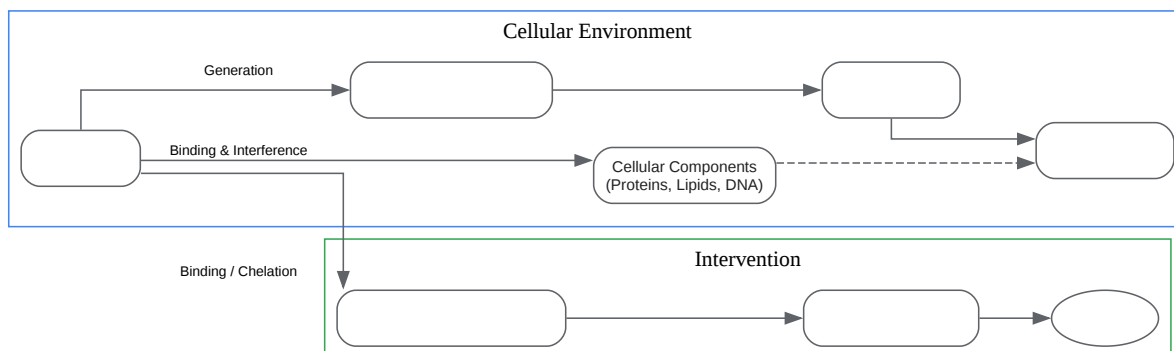 Cellular Environment
Generation
Binding & Interference
Cellular Components
(Proteins, Lipids, DNA)
Intervention
Binding / Chelation